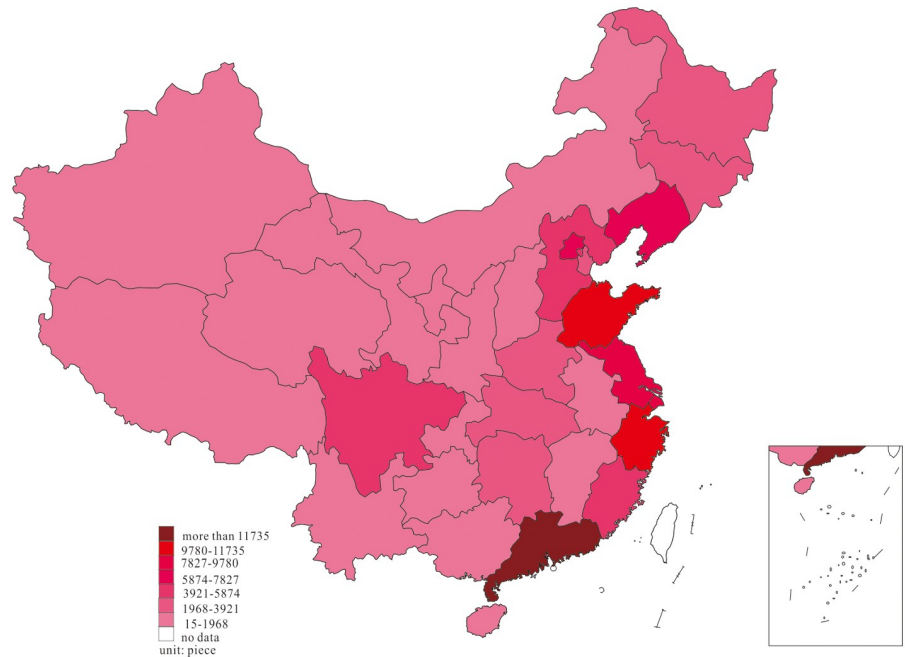 more than 11735
9780-11735
7827-9780
5874-7827
3921-5874
1968-3921
15-1968
no data
unit: piece